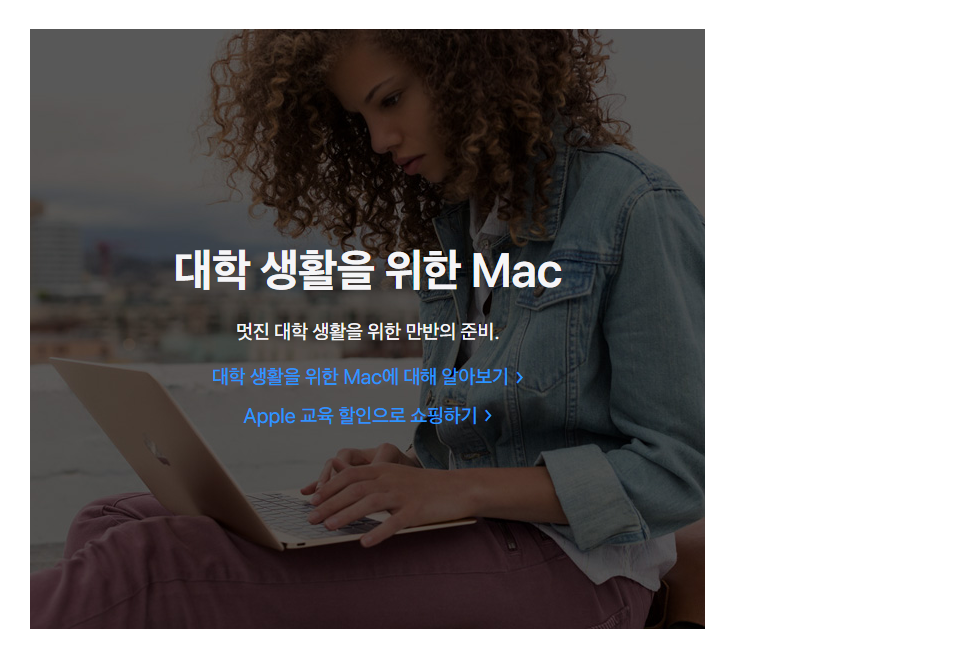 대학 생활을 위한 Mac
멋진 대학 생활을 위한 만반의 준비.
대학 생활을 위한 Mac에 대해 알아보기 >
Apple 교육 할인으로 쇼핑하기 >